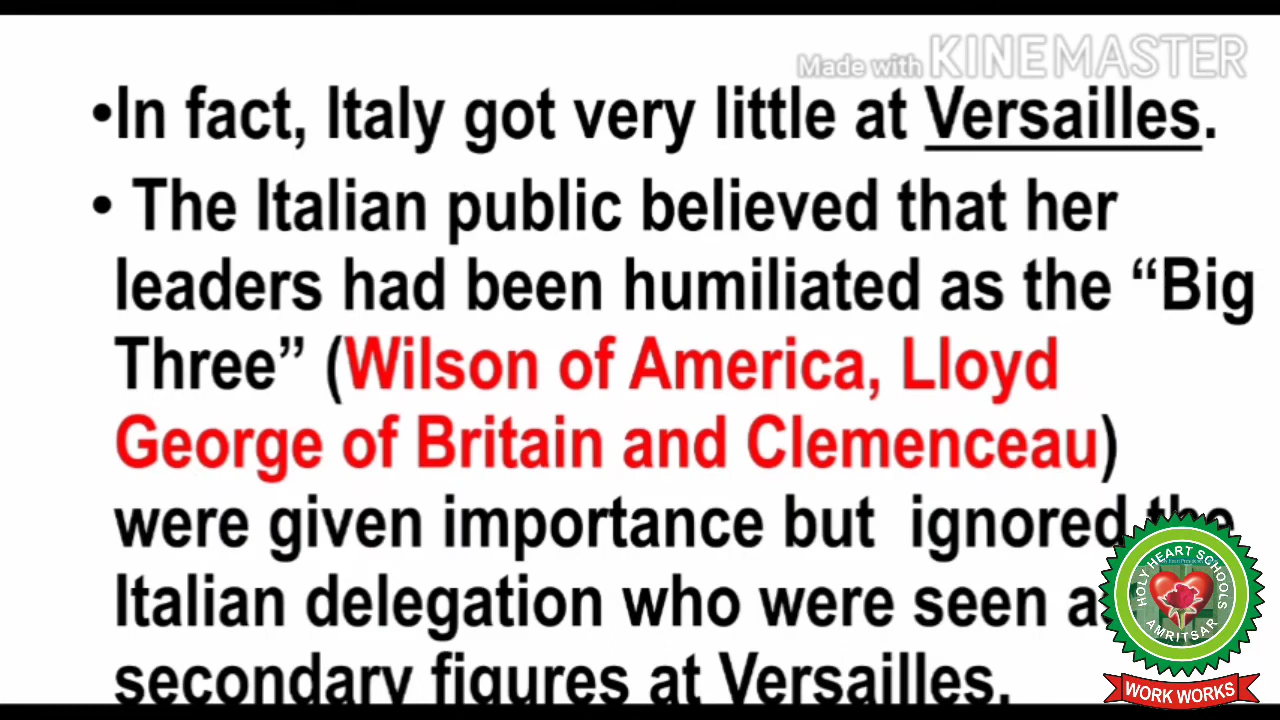 Made with KINEMASTER
•In fact, Italy got very little at Versailles.
• The Italian public believed that her
leaders had been humiliated as the “Big
Three” (Wilson of America, Lloyd
George of Britain and Clemenceau)
were given importance but ignored the
Italian delegation who were seen
secondary figures at Versailles.
HOLY HEART SCHOOLS
AMRITSAR
WORK WORKS